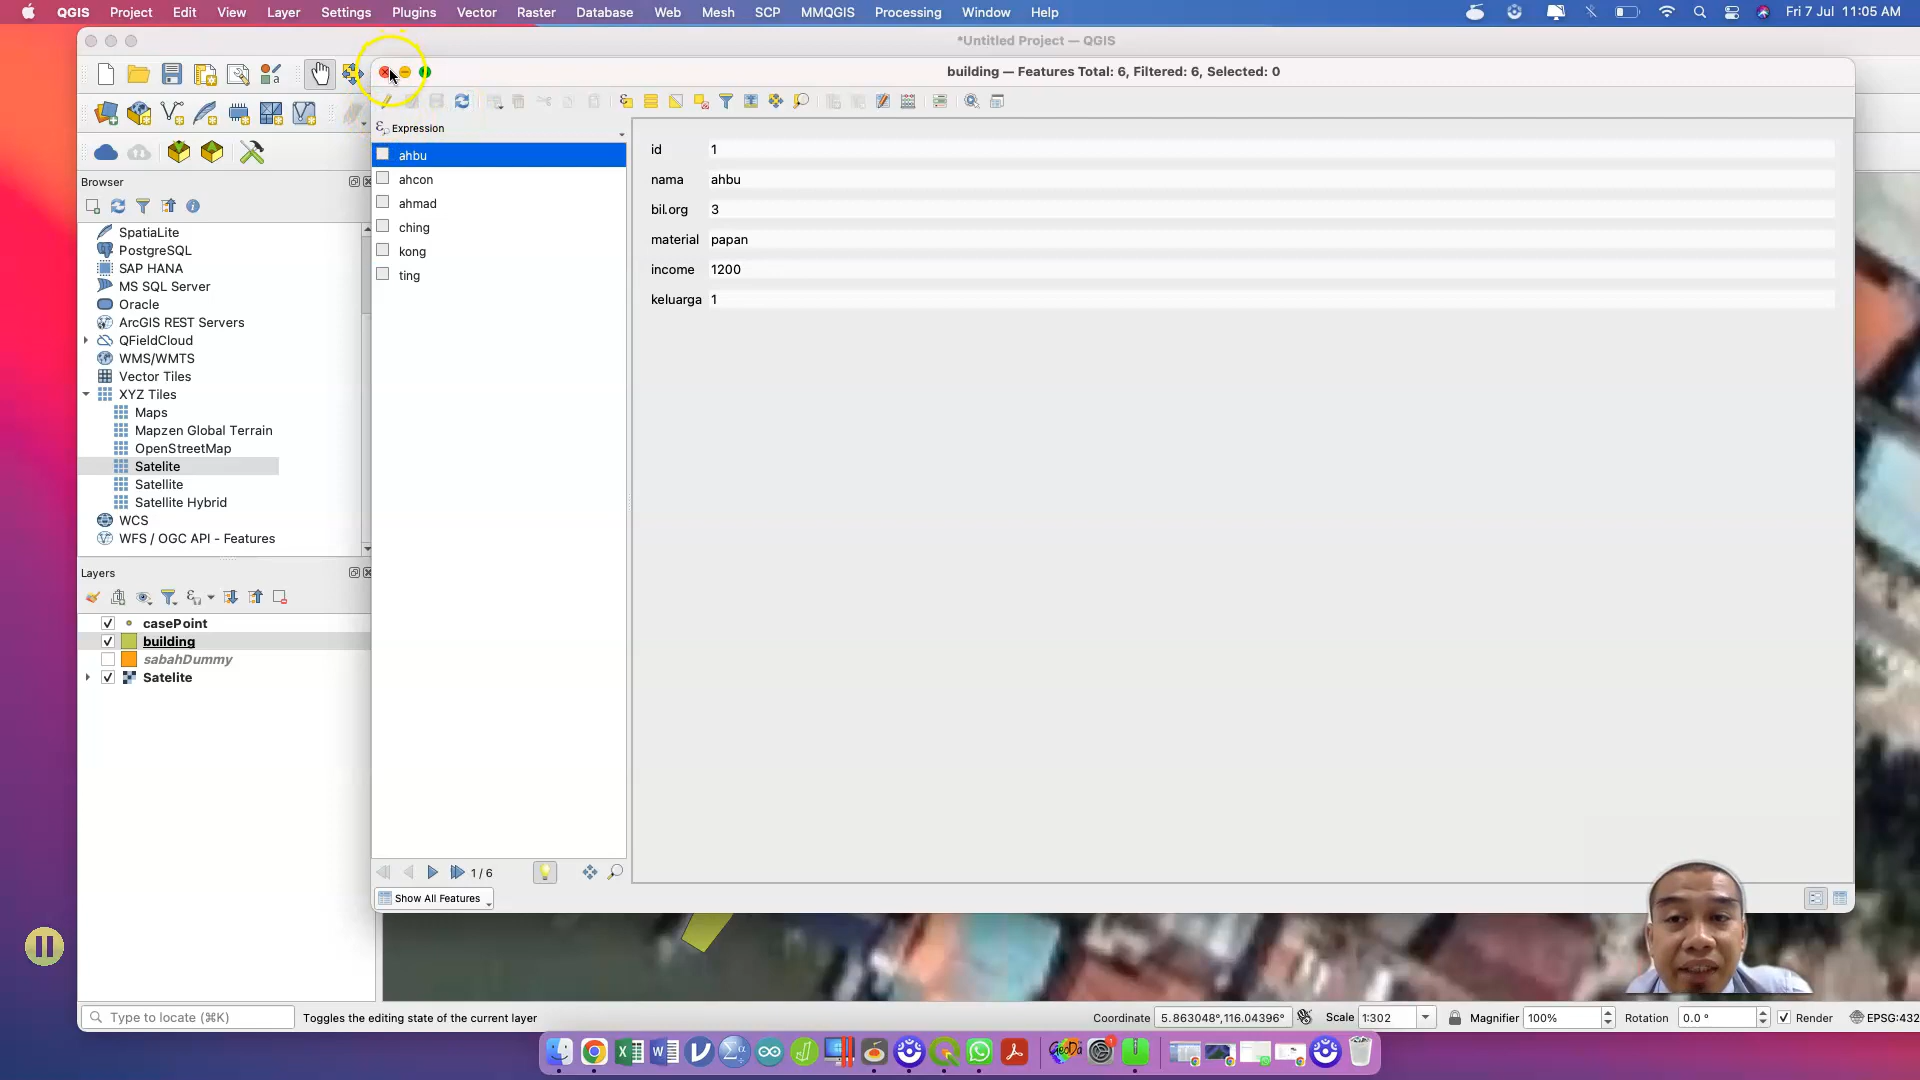 QGIS Project Edit View Layer Settings Plugins Vector Raster Database Web Mesh SCP MMQGIS Processing Window Help Fri 7 Jul 11:05 AM
*Untitled Project — QGIS
building — Features Total: 6, Filtered: 6, Selected: 0
Expression
ahbu
ahcon
ahmad
ching
kong
ting
id 1
nama ahbu
bil.org 3
material papan
income 1200
keluarga 1
Browser
SpatiaLite
PostgreSQL
SAP HANA
MS SQL Server
Oracle
ArcGIS REST Servers
QFieldCloud
WMS/WMTS
Vector Tiles
XYZ Tiles
Maps
Mapzen Global Terrain
OpenStreetMap
Satelite
Satellite
Satellite Hybrid
WCS
WFS / OGC API - Features
Layers
casePoint
building
sabahDummy
Satelite
1 / 6
Show All Features
Type to locate (⌘K) Toggles the editing state of the current layer Coordinate 5.863048°,116.04396° Scale 1:302 Magnifier 100% Rotation 0.0 ° Render EPSG:432
GeoDa